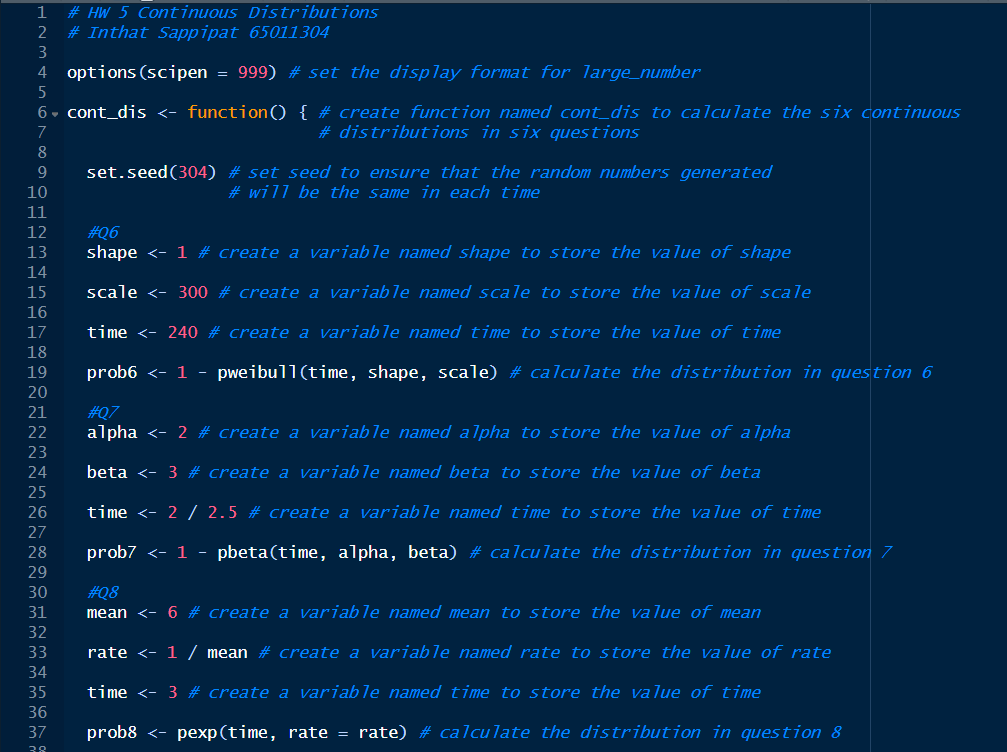 1 # HW 5 Continuous Distributions
2 # Inthat Sappipat 65011304
3
4 options(scipen = 999) # set the display format for large_number
5
6 cont_dis <- function() { # create function named cont_dis to calculate the six continuous
7 # distributions in six questions
8
9 set.seed(304) # set seed to ensure that the random numbers generated
10 # will be the same in each time
11
12 #Q6
13 shape <- 1 # create a variable named shape to store the value of shape
14
15 scale <- 300 # create a variable named scale to store the value of scale
16
17 time <- 240 # create a variable named time to store the value of time
18
19 prob6 <- 1 - pweibull(time, shape, scale) # calculate the distribution in question 6
20
21 #Q7
22 alpha <- 2 # create a variable named alpha to store the value of alpha
23
24 beta <- 3 # create a variable named beta to store the value of beta
25
26 time <- 2 / 2.5 # create a variable named time to store the value of time
27
28 prob7 <- 1 - pbeta(time, alpha, beta) # calculate the distribution in question 7
29
30 #Q8
31 mean <- 6 # create a variable named mean to store the value of mean
32
33 rate <- 1 / mean # create a variable named rate to store the value of rate
34
35 time <- 3 # create a variable named time to store the value of time
36
37 prob8 <- pexp(time, rate = rate) # calculate the distribution in question 8
38